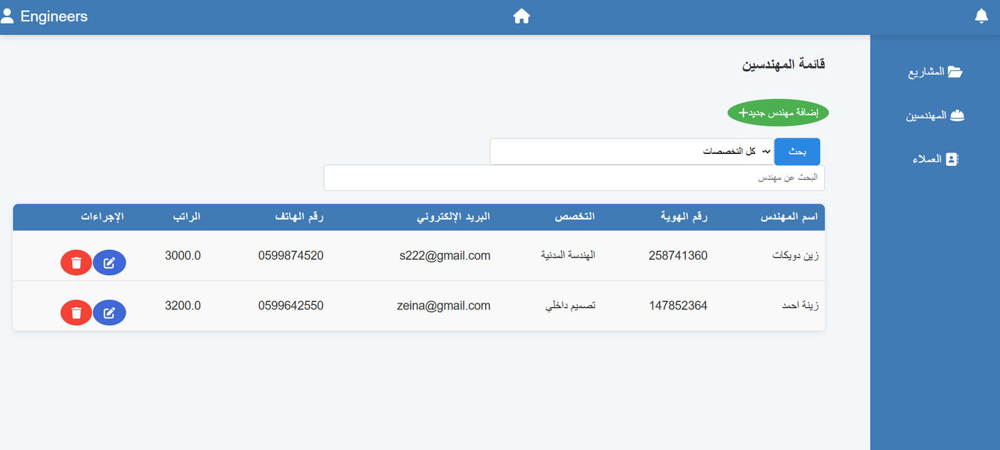 Engineers
المشاريع
المهندسين
العملاء
قائمة المهندسين
إضافة مهندس جديد+
بحث كل التخصصات
البحث عن مهندس
اسم المهندس رقم الهوية التخصص البريد الإلكتروني رقم الهاتف الراتب الإجراءات
زين دويكات 258741360 الهندسة المدنية s222@gmail.com 0599874520 3000.0
زينة احمد 147852364 تصميم داخلي zeina@gmail.com 0599642550 3200.0